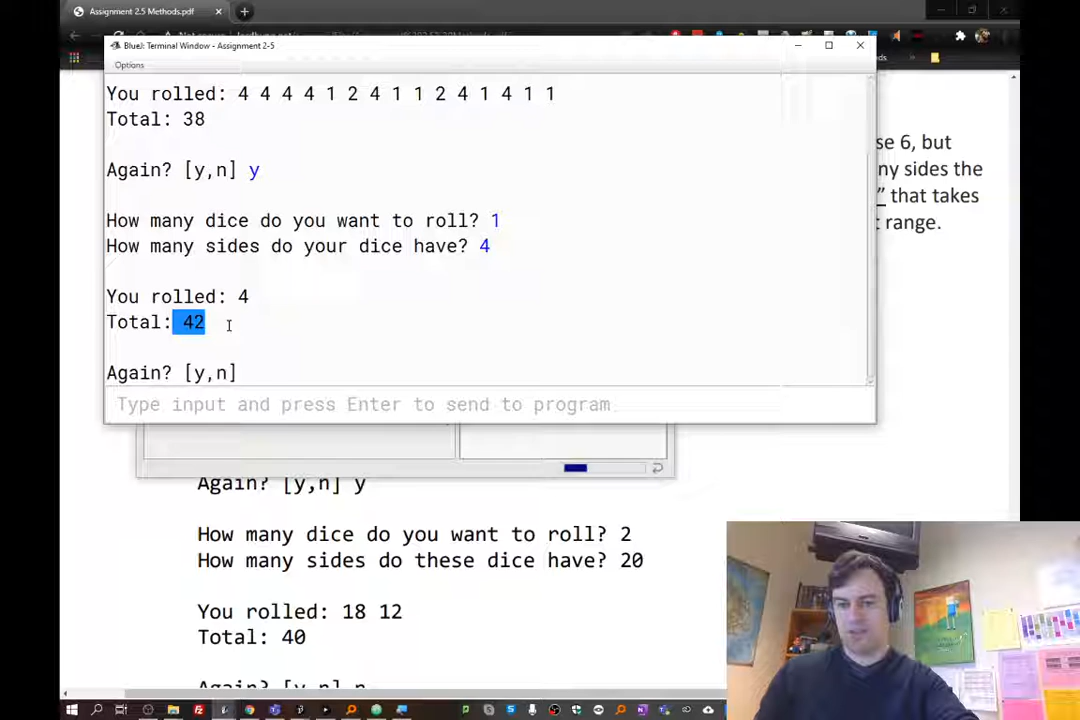 Assignment 2.5 Methods.pdf
BlueJ: Terminal Window - Assignment 2-5
Options
You rolled: 4 4 4 4 1 2 4 1 1 2 4 1 4 1 1
Total: 38
Again? [y,n] y
How many dice do you want to roll? 1
How many sides do your dice have? 4
You rolled: 4
Total: 42
Again? [y,n]
Type input and press Enter to send to program
se 6, but
ny sides the
" that takes
t range.
Again? [y,n] y
How many dice do you want to roll? 2
How many sides do these dice have? 20
You rolled: 18 12
Total: 40
Again? [y,n] n